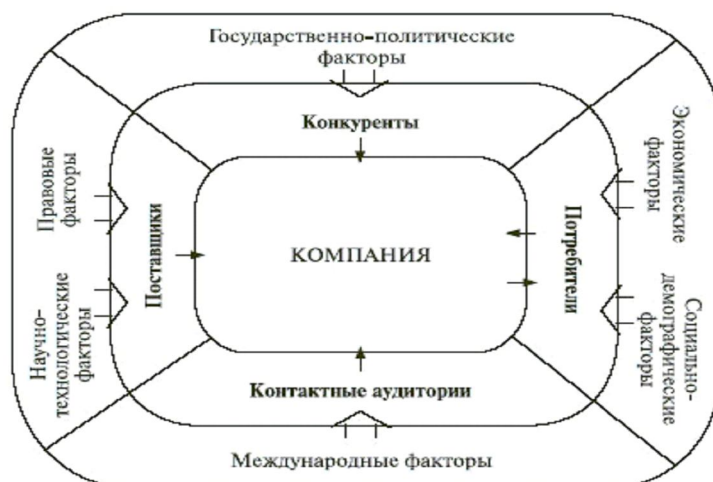 Государственно-политические
факторы
Конкуренты
Экономические
факторы
Правовые
факторы
Поставщики
КОМПАНИЯ
Потребители
Научно-
технологические
факторы
Социально-
демографические
факторы
Контактные аудитории
Международные факторы